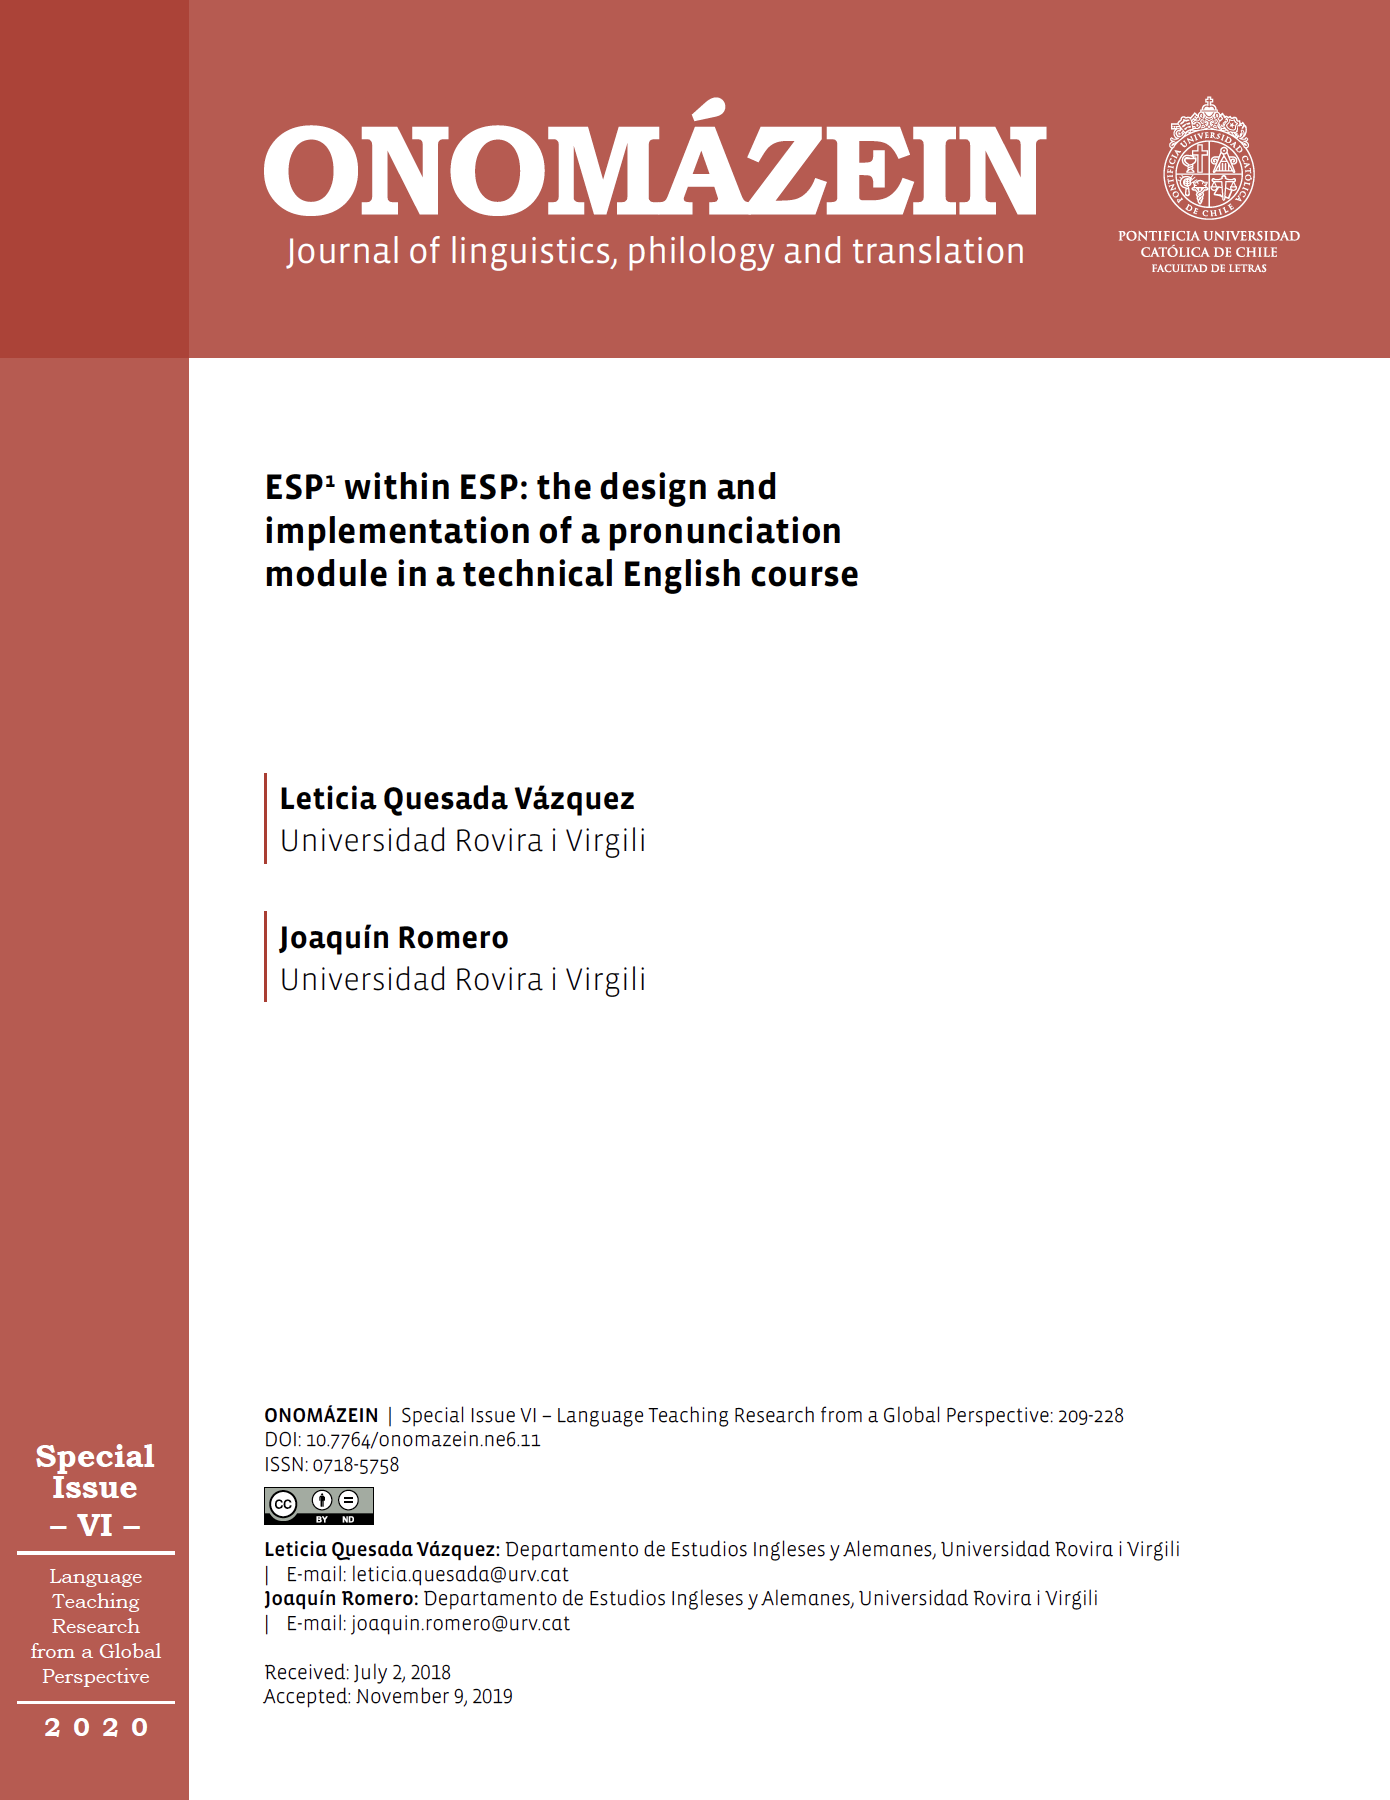 ONOMÁZEIN
Journal of linguistics, philology and translation
PONTIFICIA UNIVERSIDAD CATÓLICA DE CHILE
PONTIFICIA UNIVERSIDAD
CATÓLICA DE CHILE
FACULTAD DE LETRAS
ESP¹ within ESP: the design and
implementation of a pronunciation
module in a technical English course
Leticia Quesada Vázquez
Universidad Rovira i Virgili
Joaquín Romero
Universidad Rovira i Virgili
ONOMÁZEIN | Special Issue VI – Language Teaching Research from a Global Perspective: 209-228
DOI: 10.7764/onomazein.ne6.11
ISSN: 0718-5758
cc BY ND
Leticia Quesada Vázquez: Departamento de Estudios Ingleses y Alemanes, Universidad Rovira i Virgili
| E-mail: leticia.quesada@urv.cat
Joaquín Romero: Departamento de Estudios Ingleses y Alemanes, Universidad Rovira i Virgili
| E-mail: joaquin.romero@urv.cat
Received: July 2, 2018
Accepted: November 9, 2019
Special
Issue
– VI –
Language
Teaching
Research
from a Global
Perspective
2020